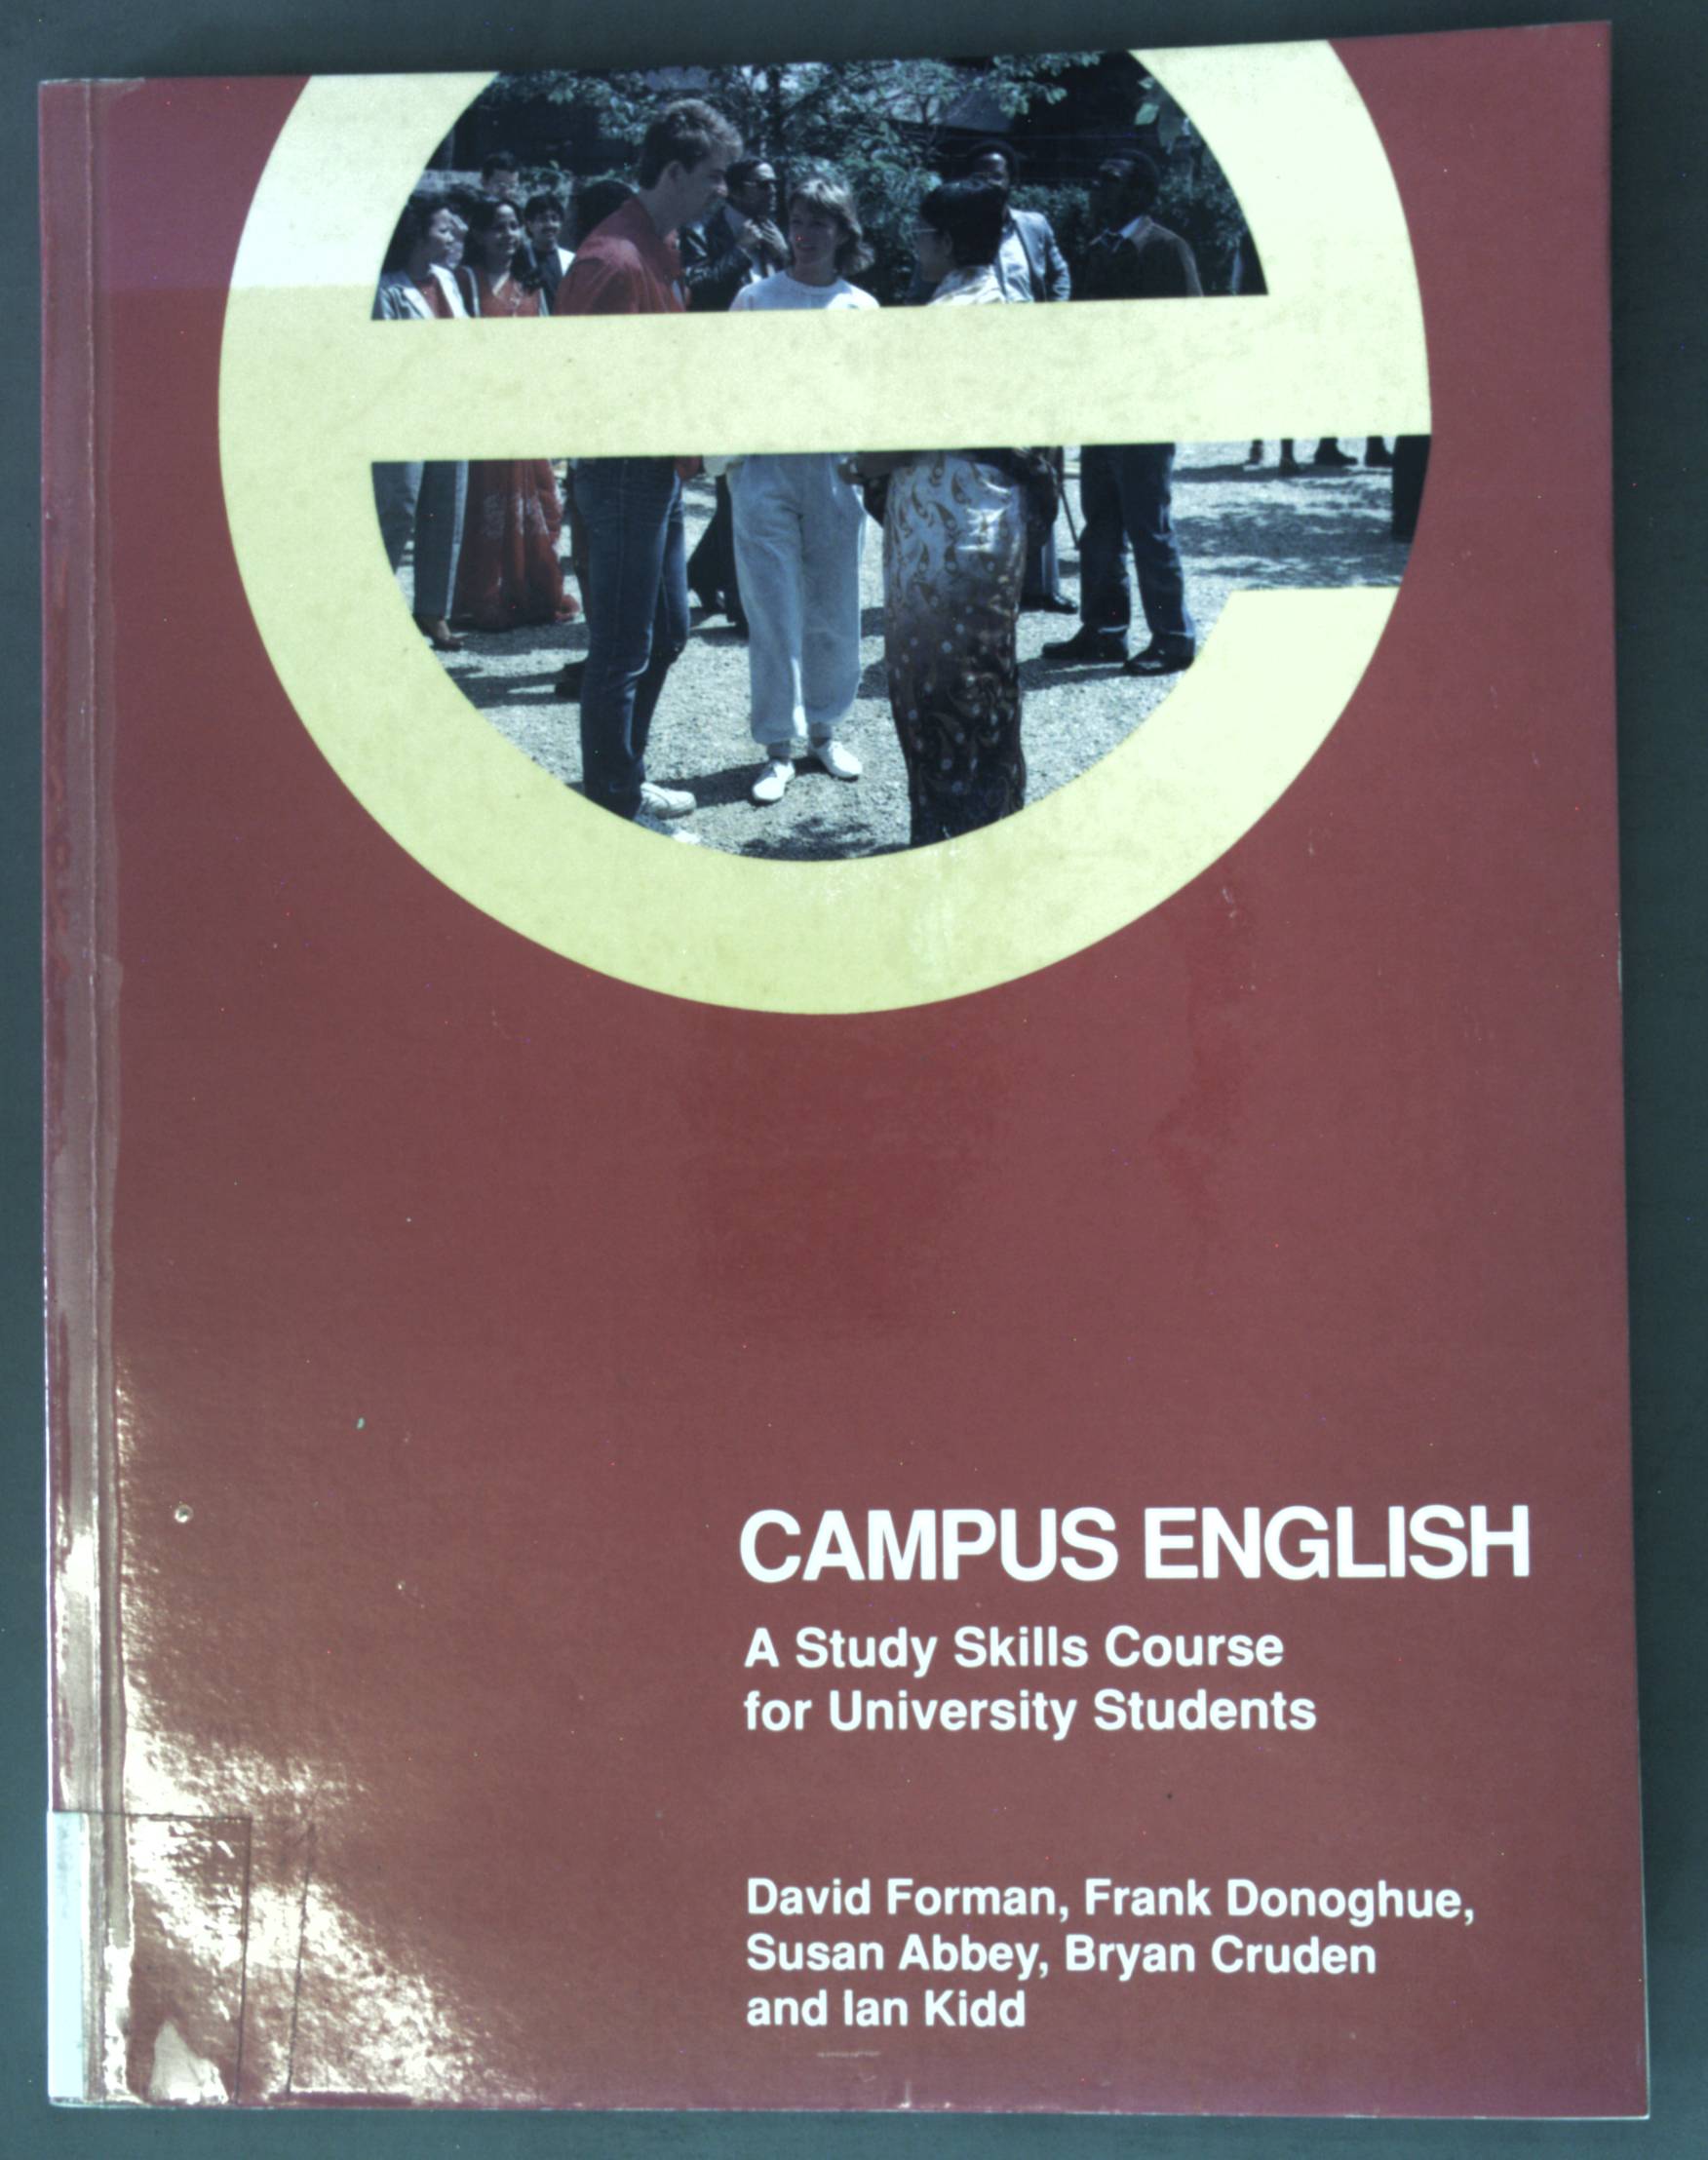 CAMPUS ENGLISH
A Study Skills Course
for University Students
David Forman, Frank Donoghue,
Susan Abbey, Bryan Cruden
and Ian Kidd